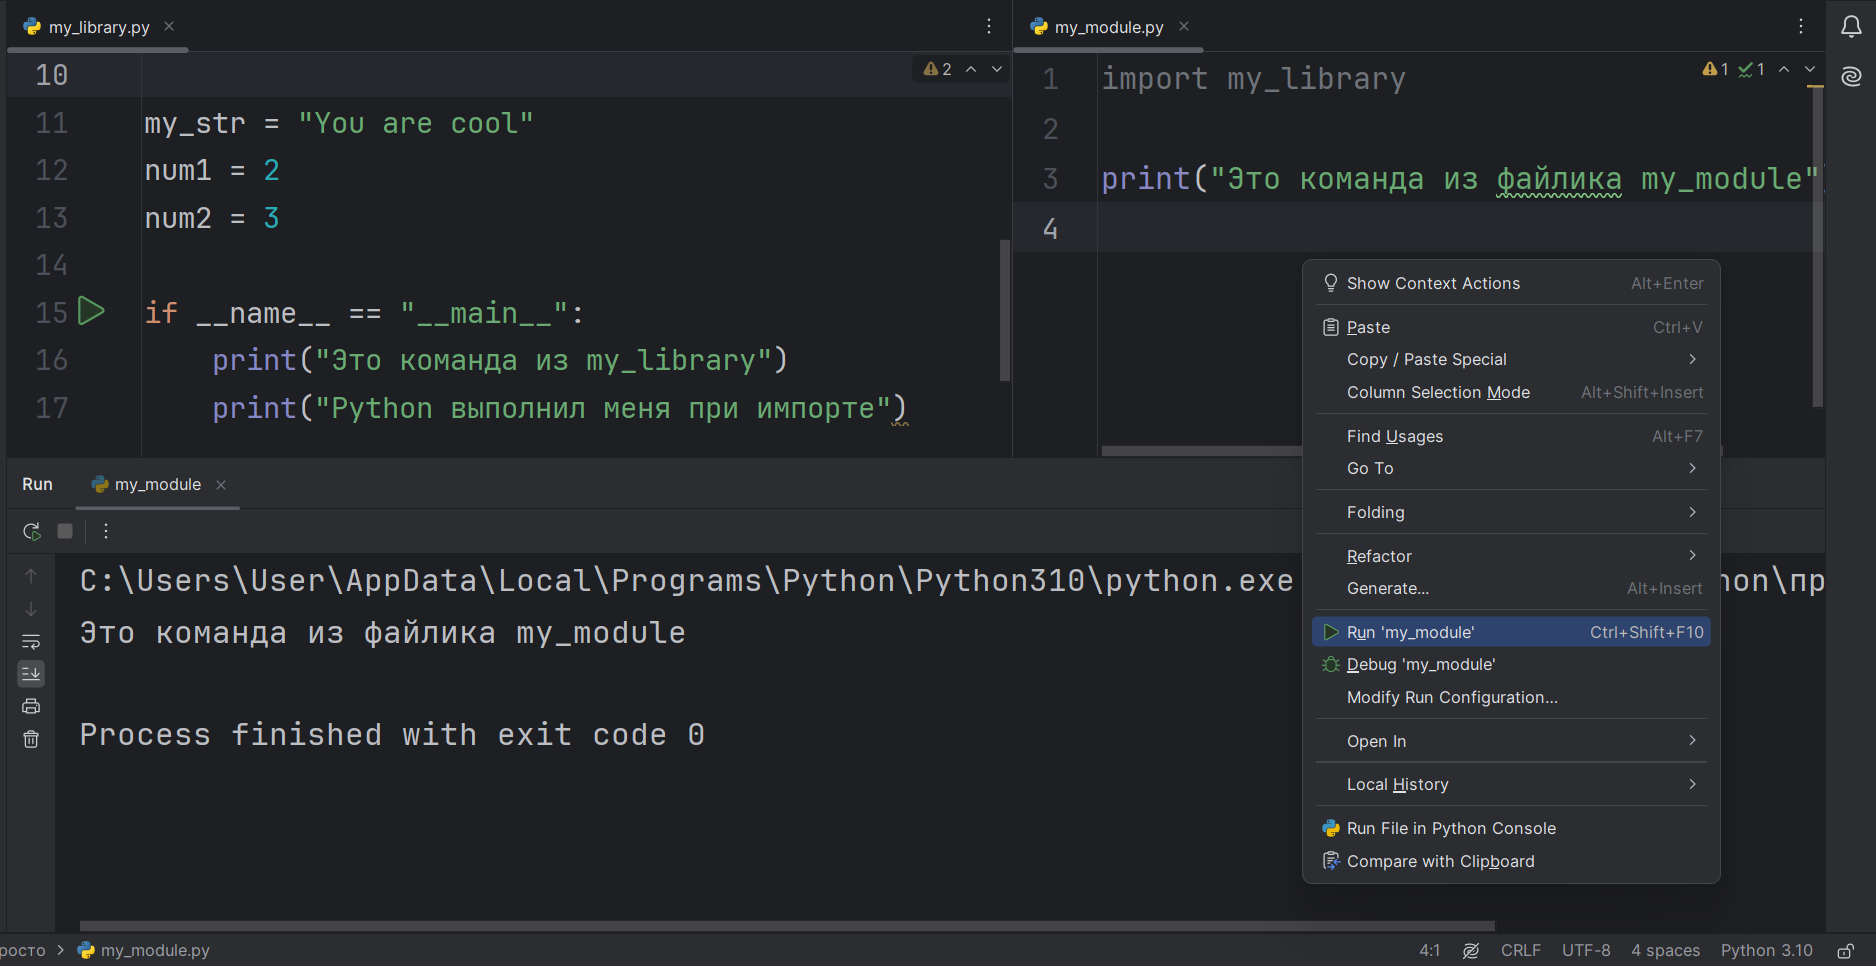 my_library.py
10
2
11 my_str = "You are cool"
12 num1 = 2
13 num2 = 3
14
15 if __name__ == "__main__":
16 print("Это команда из my_library")
17 print("Python выполнил меня при импорте")
my_module.py
1 import my_library
1 1
2
3 print("Это команда из файлика my_module"
4
Run my_module
C:\Users\User\AppData\Local\Programs\Python\Python310\python.exe
Это команда из файлика my_module
Process finished with exit code 0
Show Context Actions Alt+Enter
Paste Ctrl+V
Copy / Paste Special
Column Selection Mode Alt+Shift+Insert
Find Usages Alt+F7
Go To
Folding
Refactor
Generate... Alt+Insert
Run 'my_module' Ctrl+Shift+F10
Debug 'my_module'
Modify Run Configuration...
Open In
Local History
Run File in Python Console
Compare with Clipboard
росто my_module.py
4:1 CRLF UTF-8 4 spaces Python 3.10